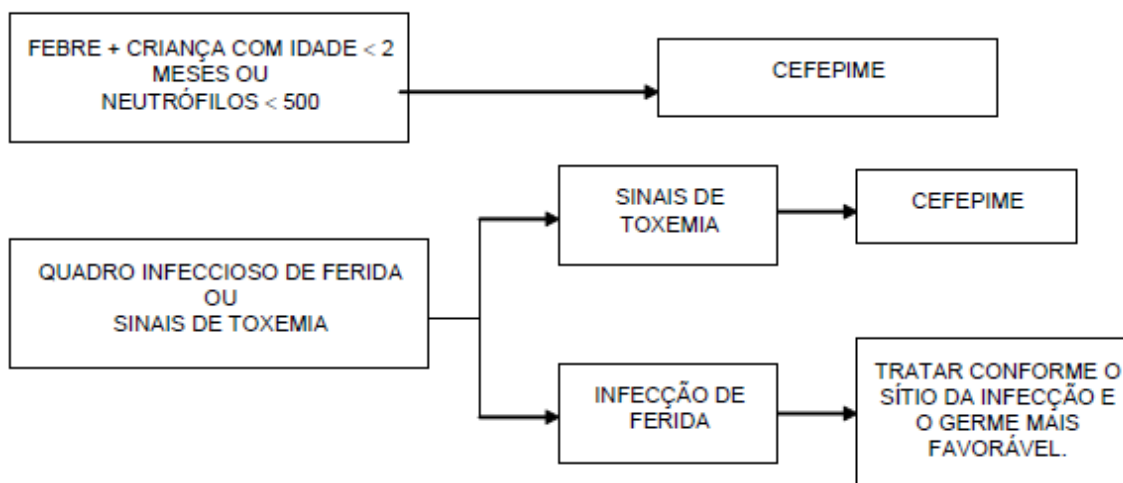 FEBRE + CRIANÇA COM IDADE < 2
MESES OU
NEUTRÓFILOS < 500
CEFEPIME
QUADRO INFECCIOSO DE FERIDA
OU
SINAIS DE TOXEMIA
SINAIS DE
TOXEMIA
CEFEPIME
INFECÇÃO DE
FERIDA
TRATAR CONFORME O
SÍTIO DA INFECÇÃO E
O GERME MAIS
FAVORÁVEL.